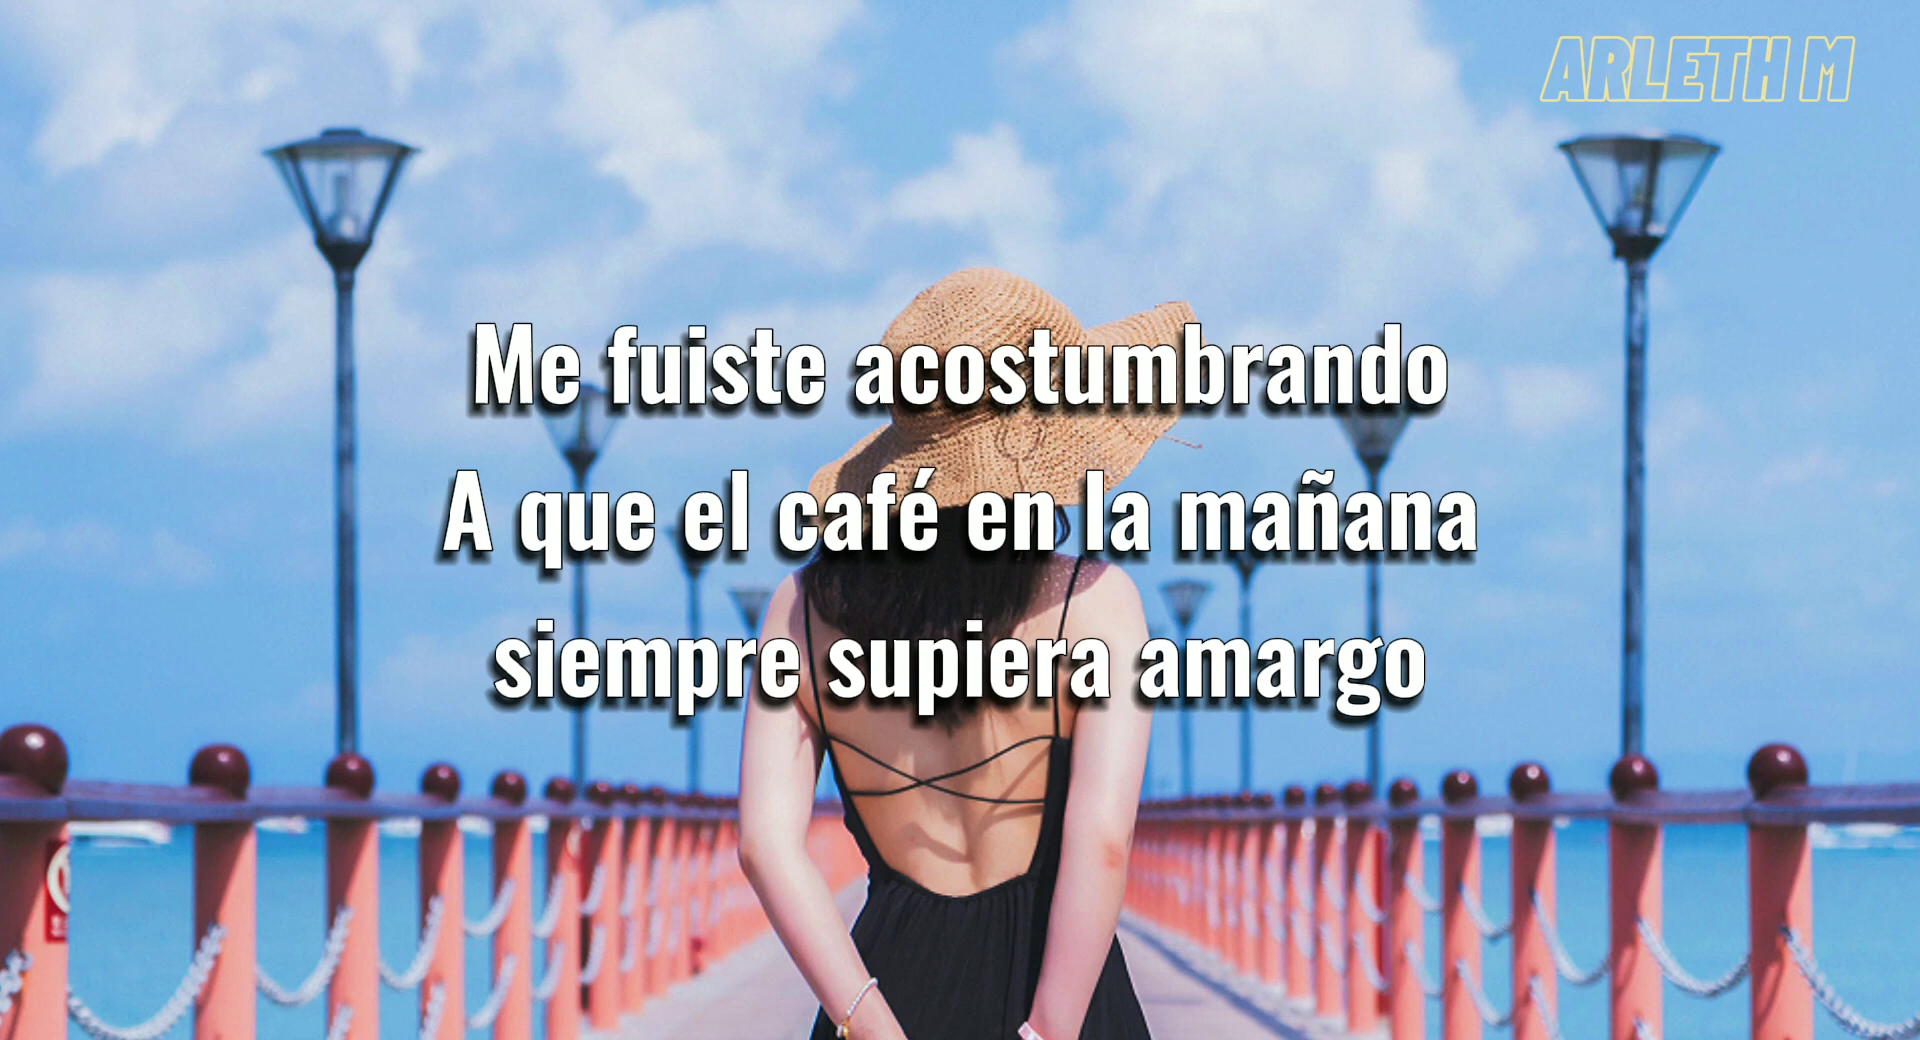 ARLETH M
Me fuiste acostumbrando
A que el café en la mañana
siempre supiera amargo